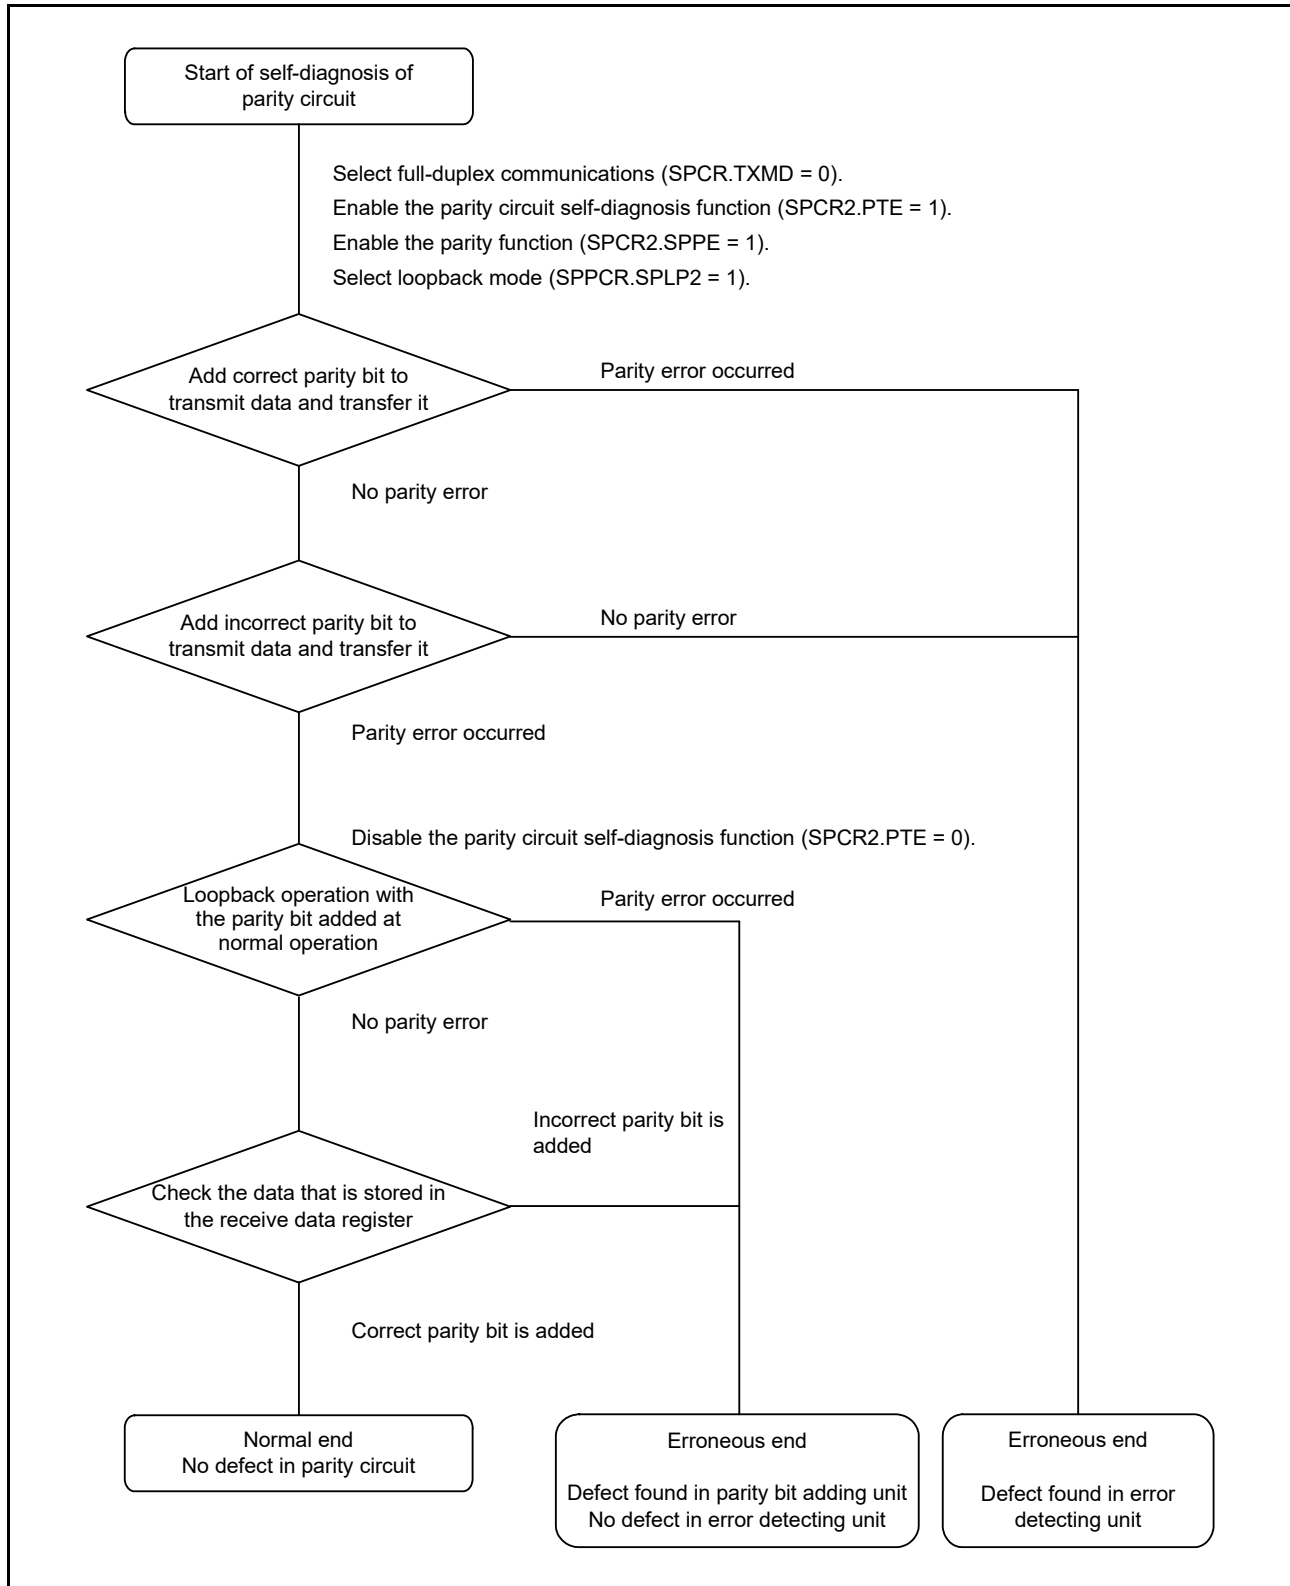 Start of self-diagnosis of
parity circuit
Select full-duplex communications (SPCR.TXMD = 0).
Enable the parity circuit self-diagnosis function (SPCR2.PTE = 1).
Enable the parity function (SPCR2.SPPE = 1).
Select loopback mode (SPPCR.SPLP2 = 1).
Add correct parity bit to
transmit data and transfer it
Parity error occurred
No parity error
Add incorrect parity bit to
transmit data and transfer it
No parity error
Parity error occurred
Disable the parity circuit self-diagnosis function (SPCR2.PTE = 0).
Loopback operation with
the parity bit added at
normal operation
Parity error occurred
No parity error
Incorrect parity bit is
added
Check the data that is stored in
the receive data register
Correct parity bit is added
Normal end
No defect in parity circuit
Erroneous end
Defect found in parity bit adding unit
No defect in error detecting unit
Erroneous end
Defect found in error
detecting unit